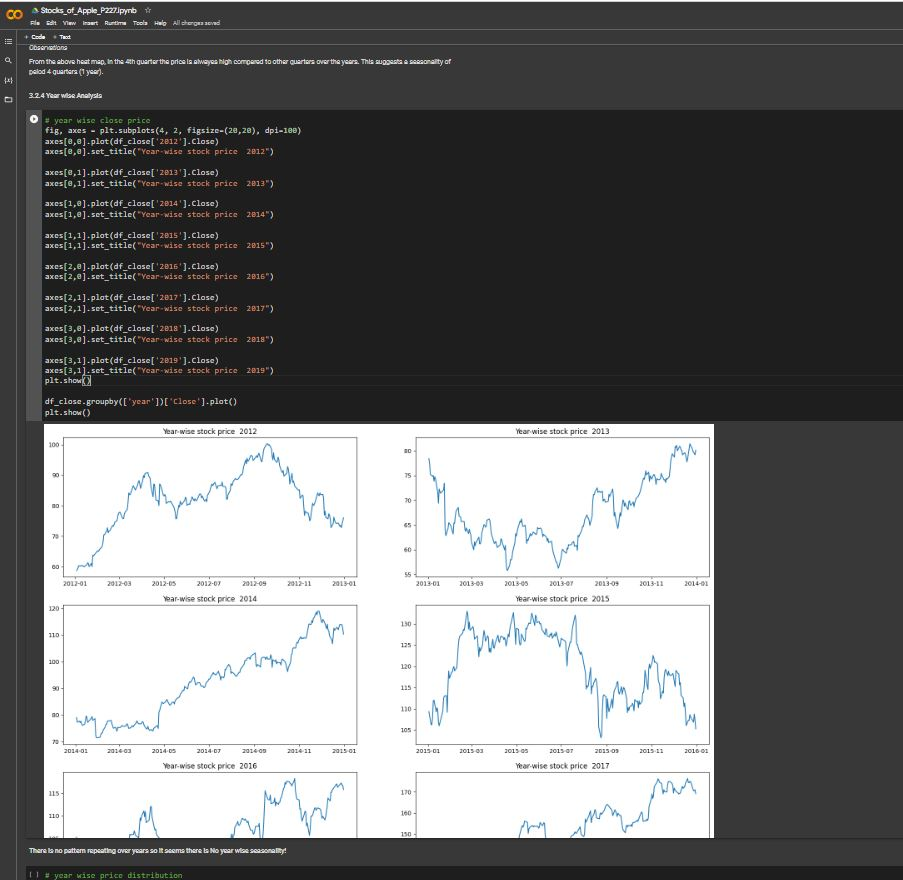 Stocks_of_Apple_P227.ipynb
File Edit View Insert Runtime Tools Help All changes saved
+ Code + Text
Observations
From the above heat map, In the 4th quarter the price is alwayes high compared to other quarters over the years. This suggests a seasonality of
peiod 4 quarters (1 year).
3.2.4 Year wise Analysis
# year wise close price
fig, axes = plt.subplots(4, 2, figsize=(20,20), dpi=100)
axes[0,0].plot(df_close['2012'].Close)
axes[0,0].set_title("Year-wise stock price  2012")
axes[0,1].plot(df_close['2013'].Close)
axes[0,1].set_title("Year-wise stock price  2013")
axes[1,0].plot(df_close['2014'].Close)
axes[1,0].set_title("Year-wise stock price  2014")
axes[1,1].plot(df_close['2015'].Close)
axes[1,1].set_title("Year-wise stock price  2015")
axes[2,0].plot(df_close['2016'].Close)
axes[2,0].set_title("Year-wise stock price  2016")
axes[2,1].plot(df_close['2017'].Close)
axes[2,1].set_title("Year-wise stock price  2017")
axes[3,0].plot(df_close['2018'].Close)
axes[3,0].set_title("Year-wise stock price  2018")
axes[3,1].plot(df_close['2019'].Close)
axes[3,1].set_title("Year-wise stock price  2019")
plt.show()
df_close.groupby(['year'])['Close'].plot()
plt.show()
Year-wise stock price 2012
100
90
80
70
60
2012-01 2012-03 2012-05 2012-07 2012-09 2012-11 2013-01
Year-wise stock price 2013
80
75
70
65
60
55
2013-01 2013-03 2013-05 2013-07 2013-09 2013-11 2014-01
Year-wise stock price 2014
120
110
100
90
80
70
2014-01 2014-03 2014-05 2014-07 2014-09 2014-11 2015-01
Year-wise stock price 2015
130
125
120
115
110
105
2015-01 2015-03 2015-05 2015-07 2015-09 2015-11 2016-01
Year-wise stock price 2016
115
110
Year-wise stock price 2017
170
160
150
There is no pattern repeating over years so it seems there is No year wise seasonality!
[ ] # year wise price distribution